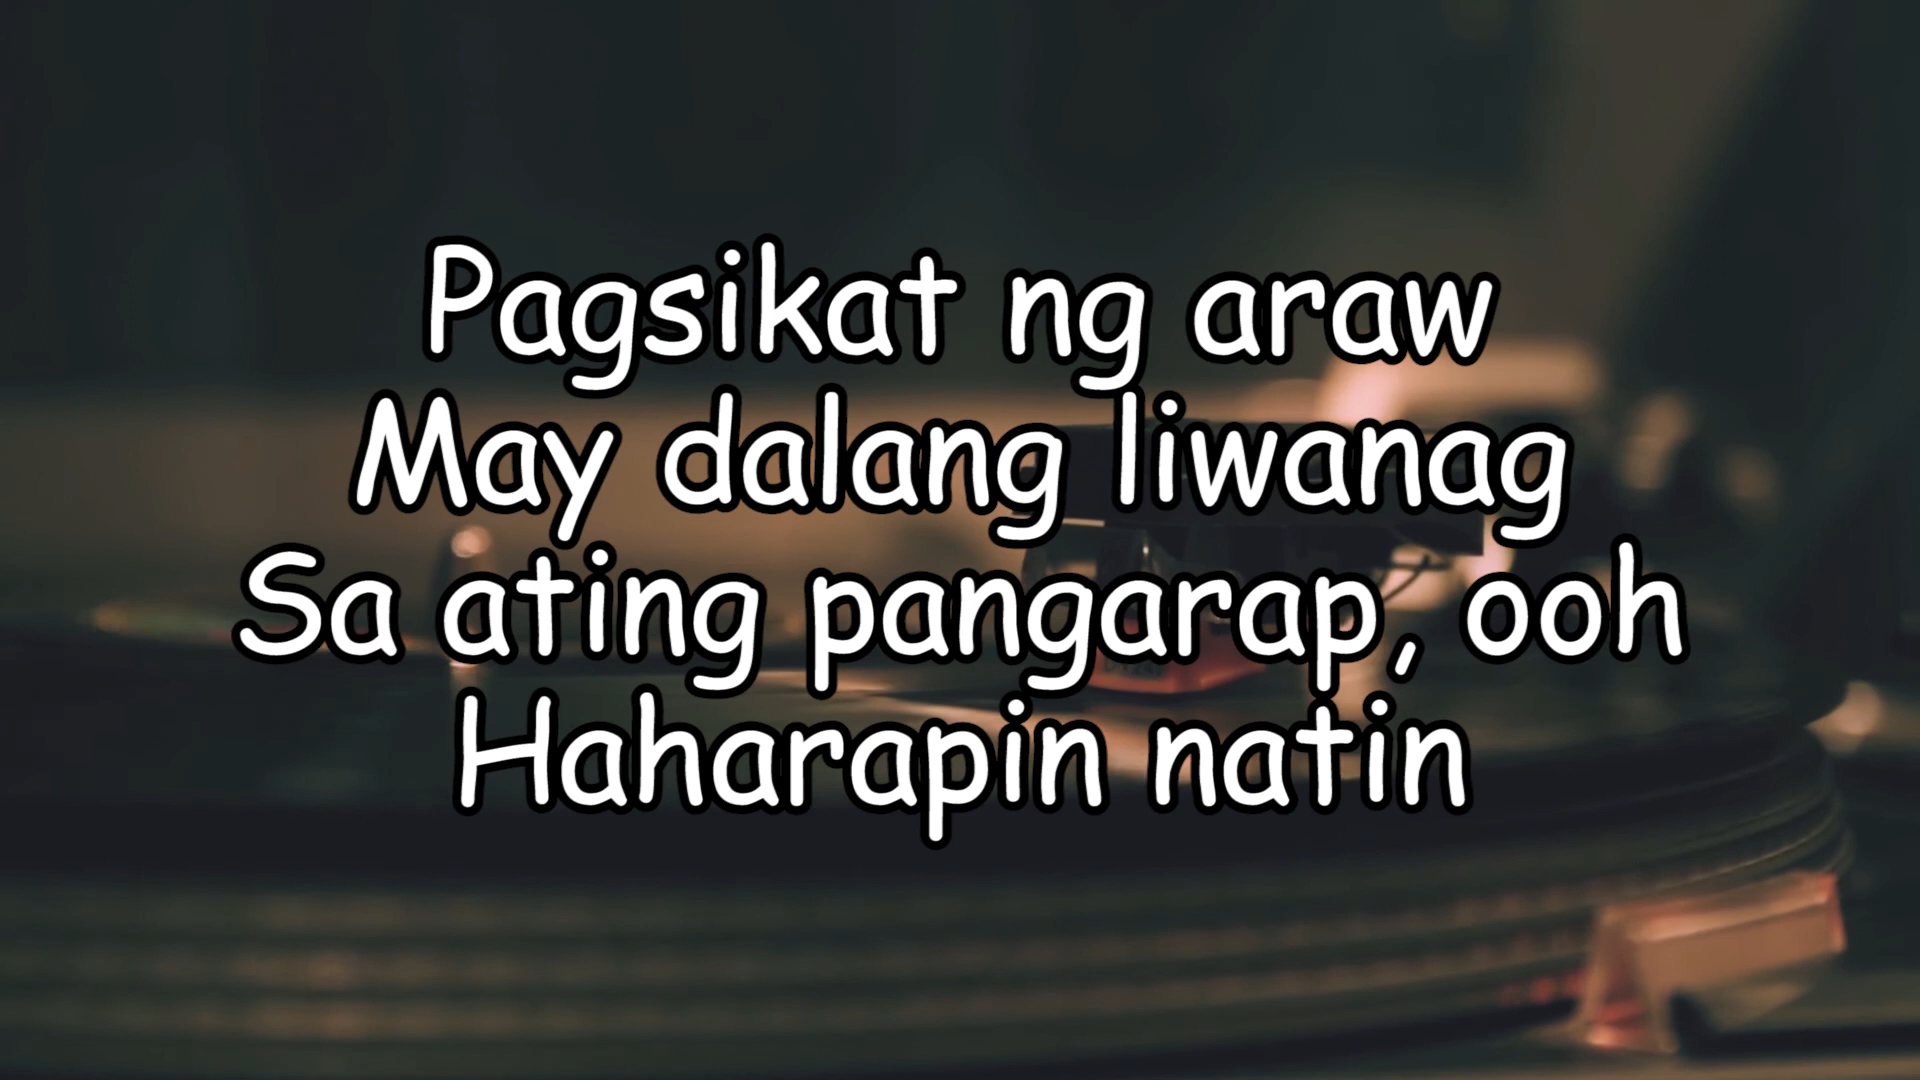 Pagsikat ng araw
May dalang liwanag
Sa ating pangarap, ooh
Haharapin natin